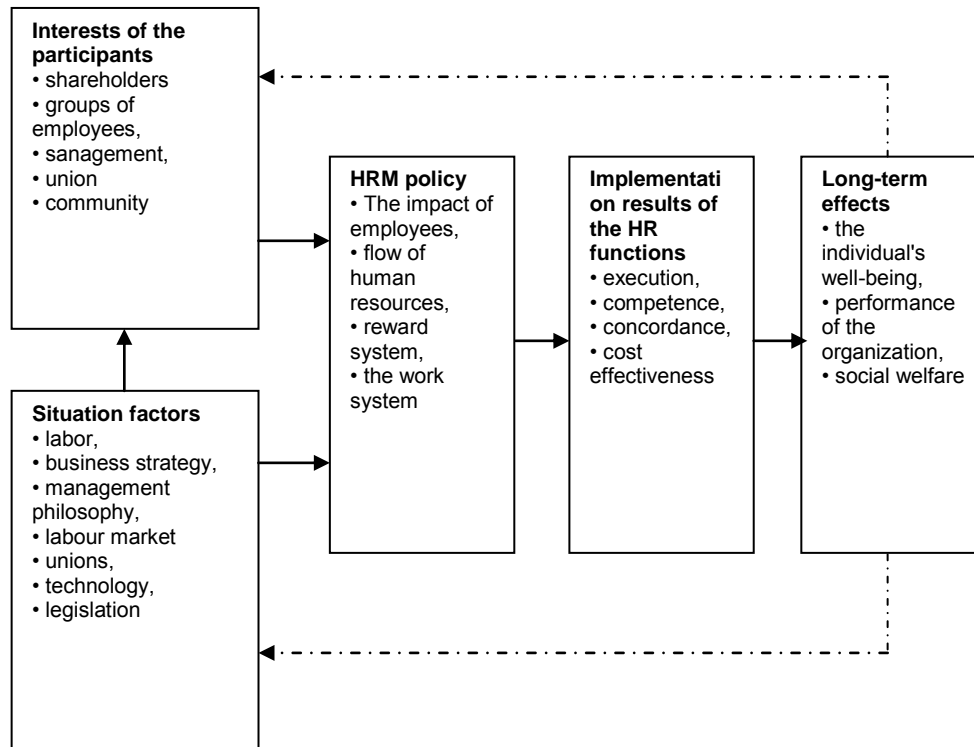 Interests of the
participants
• shareholders
• groups of
employees,
• sanagement,
• union
• community
Situation factors
• labor,
• business strategy,
• management
philosophy,
• labour market
• unions,
• technology,
• legislation
HRM policy
• The impact of
employees,
• flow of
human
resources,
• reward
system,
• the work
system
Implementati
on results of
the HR
functions
• execution,
• competence,
• concordance,
• cost
effectiveness
Long-term
effects
• the
individual's
well-being,
• performance
of the
organization,
• social welfare